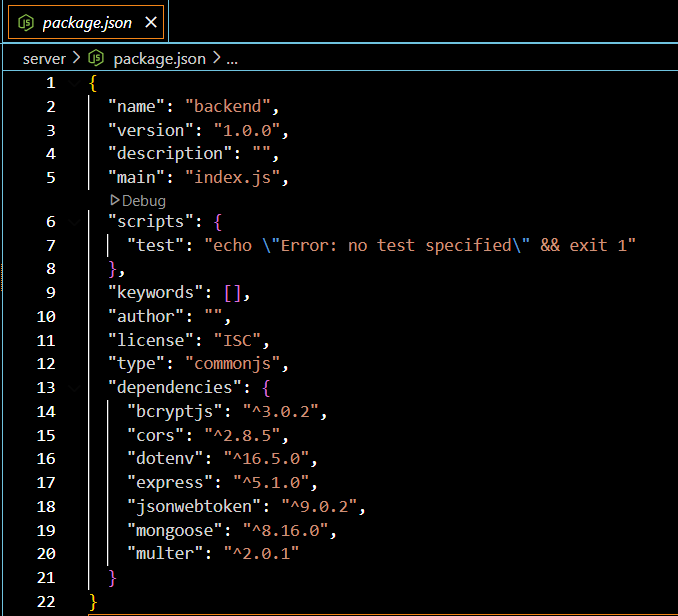 package.json ×
server > package.json > ...
1 {
2 "name": "backend",
3 "version": "1.0.0",
4 "description": "",
5 "main": "index.js",
Debug
6 "scripts": {
7 "test": "echo \"Error: no test specified\" && exit 1"
8 },
9 "keywords": [],
10 "author": "",
11 "license": "ISC",
12 "type": "commonjs",
13 "dependencies": {
14 "bcryptjs": "^3.0.2",
15 "cors": "^2.8.5",
16 "dotenv": "^16.5.0",
17 "express": "^5.1.0",
18 "jsonwebtoken": "^9.0.2",
19 "mongoose": "^8.16.0",
20 "multer": "^2.0.1"
21 }
22 }